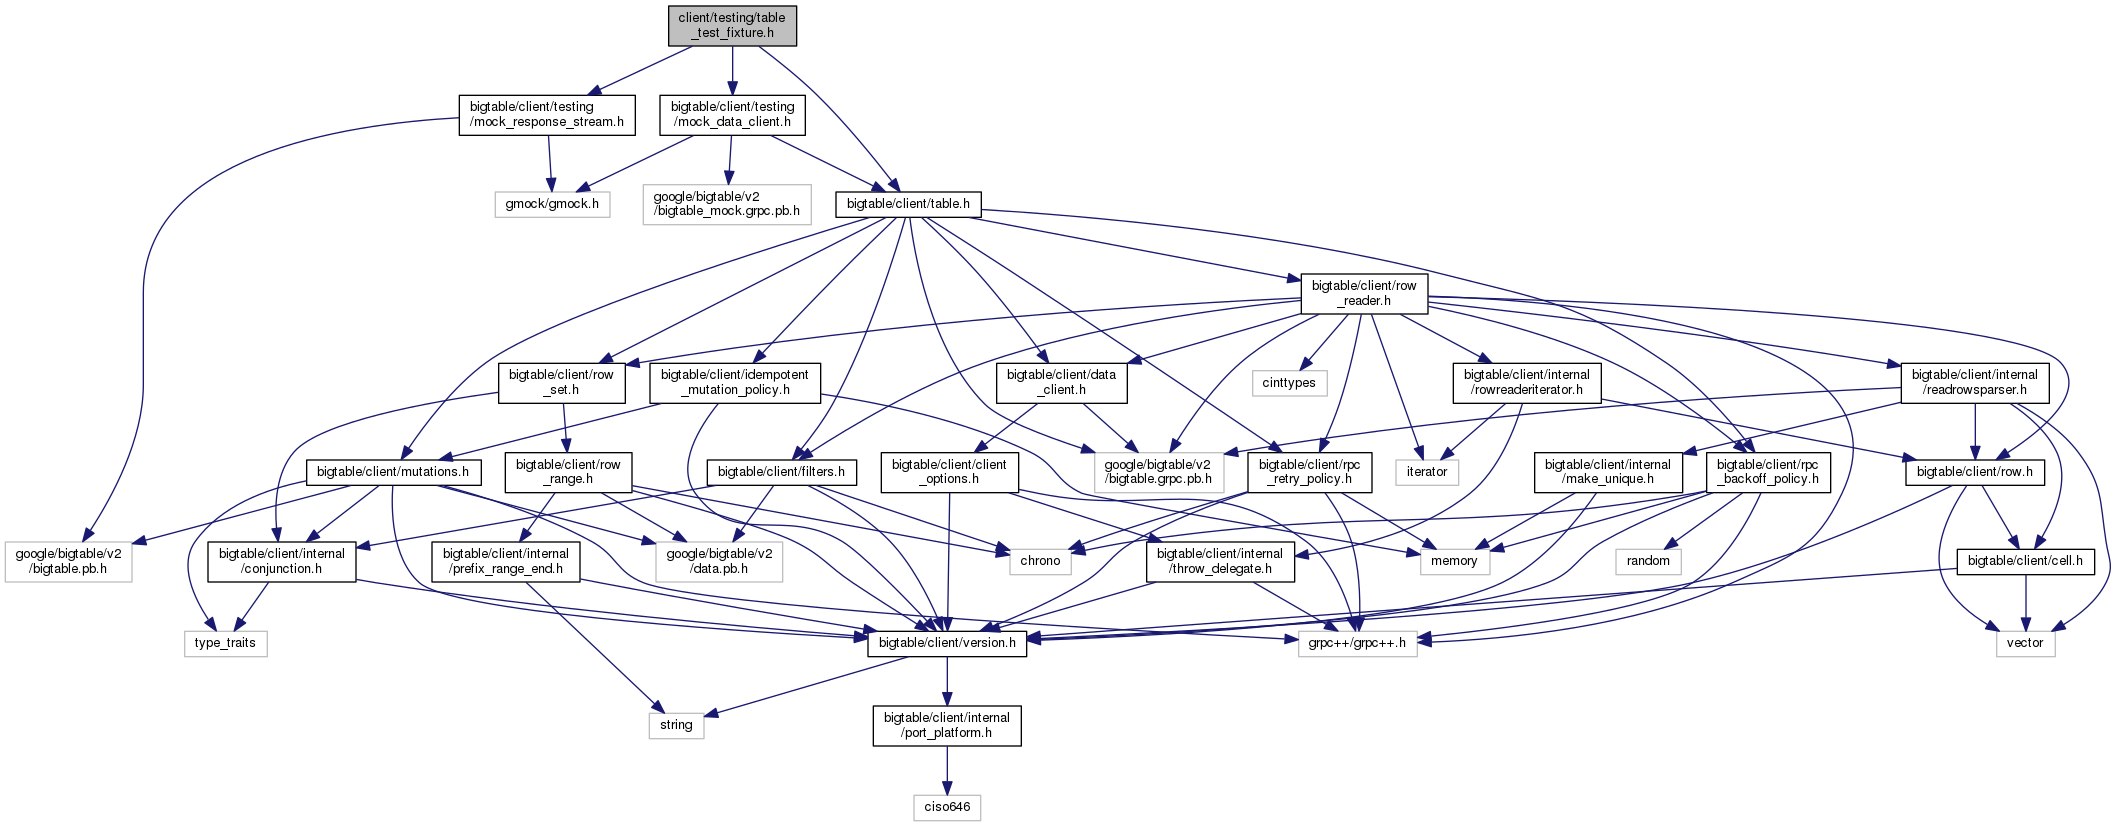 client/testing/table
_test_fixture.h
bigtable/client/testing
/mock_response_stream.h
bigtable/client/testing
/mock_data_client.h
gmock/gmock.h
google/bigtable/v2
/bigtable_mock.grpc.pb.h
bigtable/client/table.h
bigtable/client/row
_reader.h
bigtable/client/row
_set.h
bigtable/client/idempotent
_mutation_policy.h
bigtable/client/data
_client.h
cinttypes
bigtable/client/internal
/rowreaderiterator.h
bigtable/client/internal
/readrowsparser.h
bigtable/client/mutations.h
bigtable/client/row
_range.h
bigtable/client/filters.h
bigtable/client/client
_options.h
google/bigtable/v2
/bigtable.grpc.pb.h
bigtable/client/rpc
_retry_policy.h
iterator
bigtable/client/internal
/make_unique.h
bigtable/client/rpc
_backoff_policy.h
bigtable/client/row.h
google/bigtable/v2
/bigtable.pb.h
bigtable/client/internal
/conjunction.h
bigtable/client/internal
/prefix_range_end.h
google/bigtable/v2
/data.pb.h
chrono
bigtable/client/internal
/throw_delegate.h
memory
random
bigtable/client/cell.h
type_traits
bigtable/client/version.h
grpc++/grpc++.h
vector
string
bigtable/client/internal
/port_platform.h
ciso646